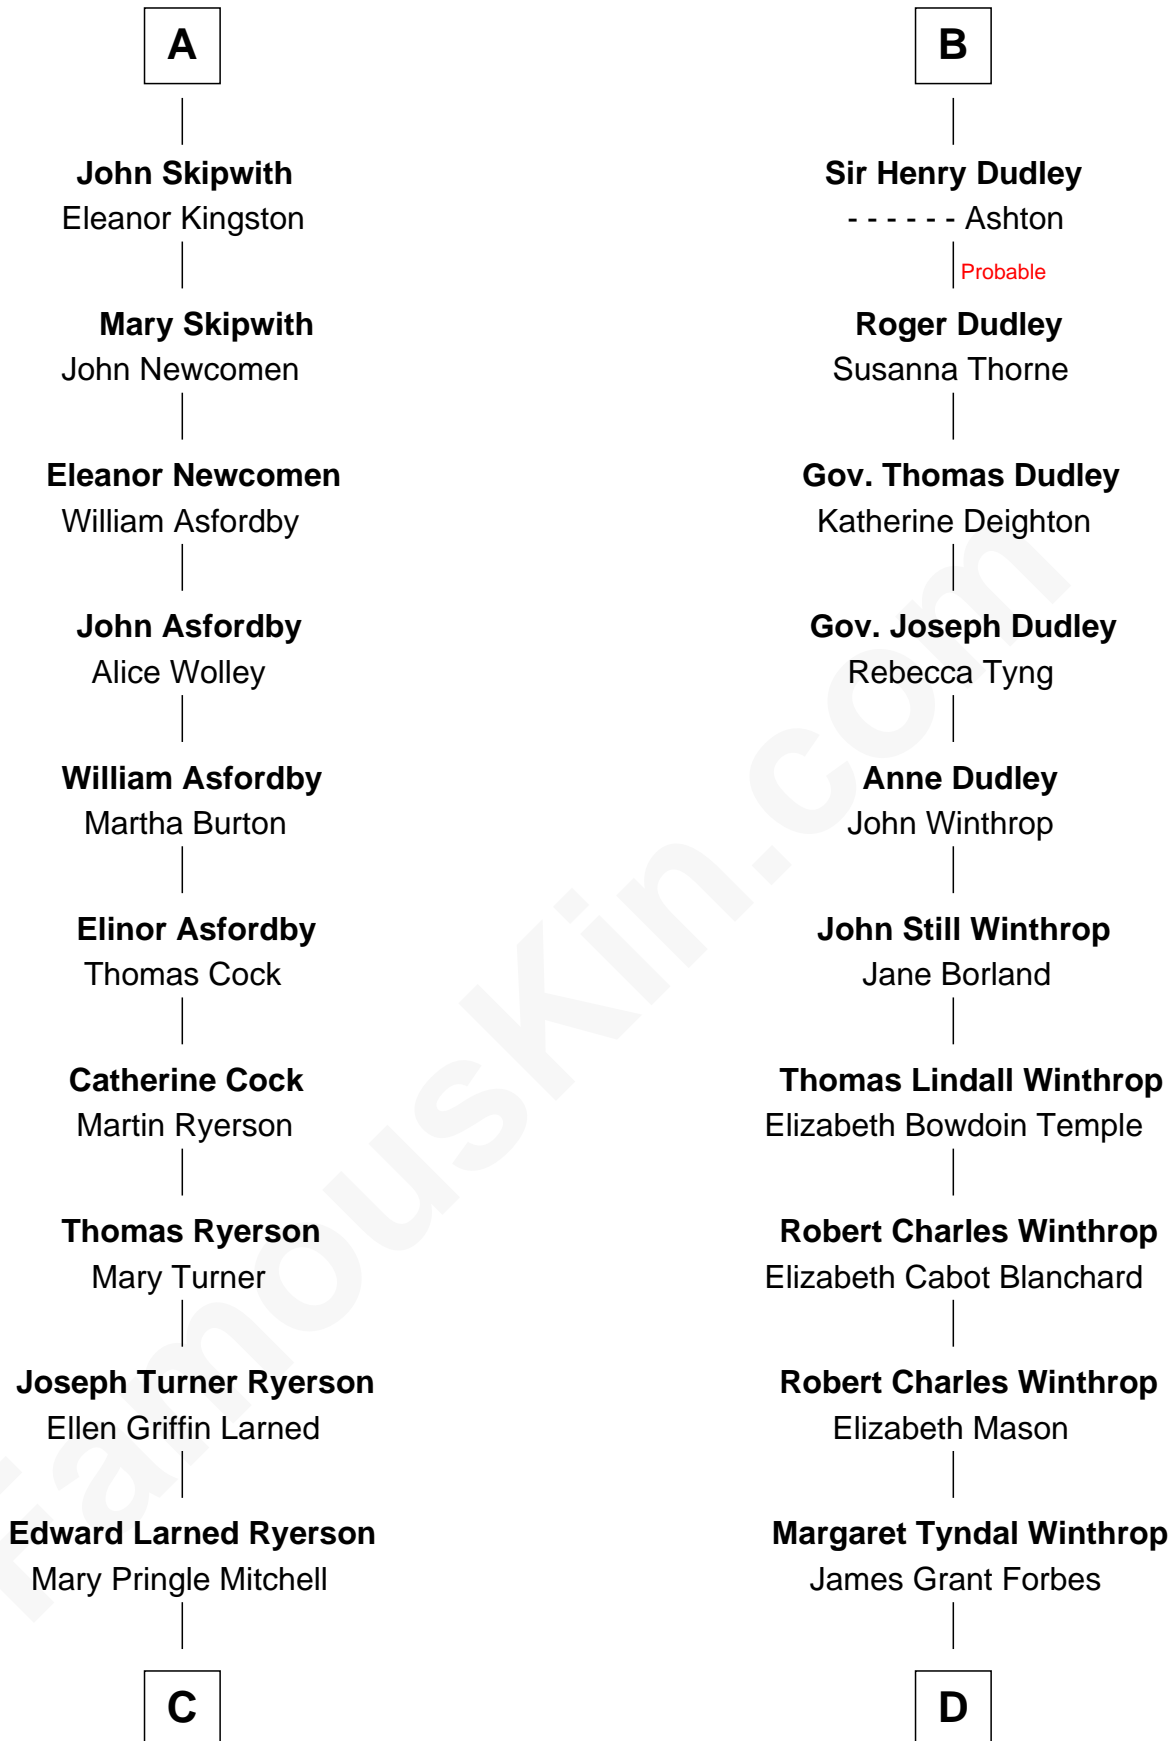 A
John Skipwith
Eleanor Kingston
Mary Skipwith
John Newcomen
Eleanor Newcomen
William Asfordby
John Asfordby
Alice Wolley
William Asfordby
Martha Burton
Elinor Asfordby
Thomas Cock
Catherine Cock
Martin Ryerson
Thomas Ryerson
Mary Turner
Joseph Turner Ryerson
Ellen Griffin Larned
Edward Larned Ryerson
Mary Pringle Mitchell
C
B
Sir Henry Dudley
- - - - - - Ashton
Probable
Roger Dudley
Susanna Thorne
Gov. Thomas Dudley
Katherine Deighton
Gov. Joseph Dudley
Rebecca Tyng
Anne Dudley
John Winthrop
John Still Winthrop
Jane Borland
Thomas Lindall Winthrop
Elizabeth Bowdoin Temple
Robert Charles Winthrop
Elizabeth Cabot Blanchard
Robert Charles Winthrop
Elizabeth Mason
Margaret Tyndal Winthrop
James Grant Forbes
D
FamousKin.com